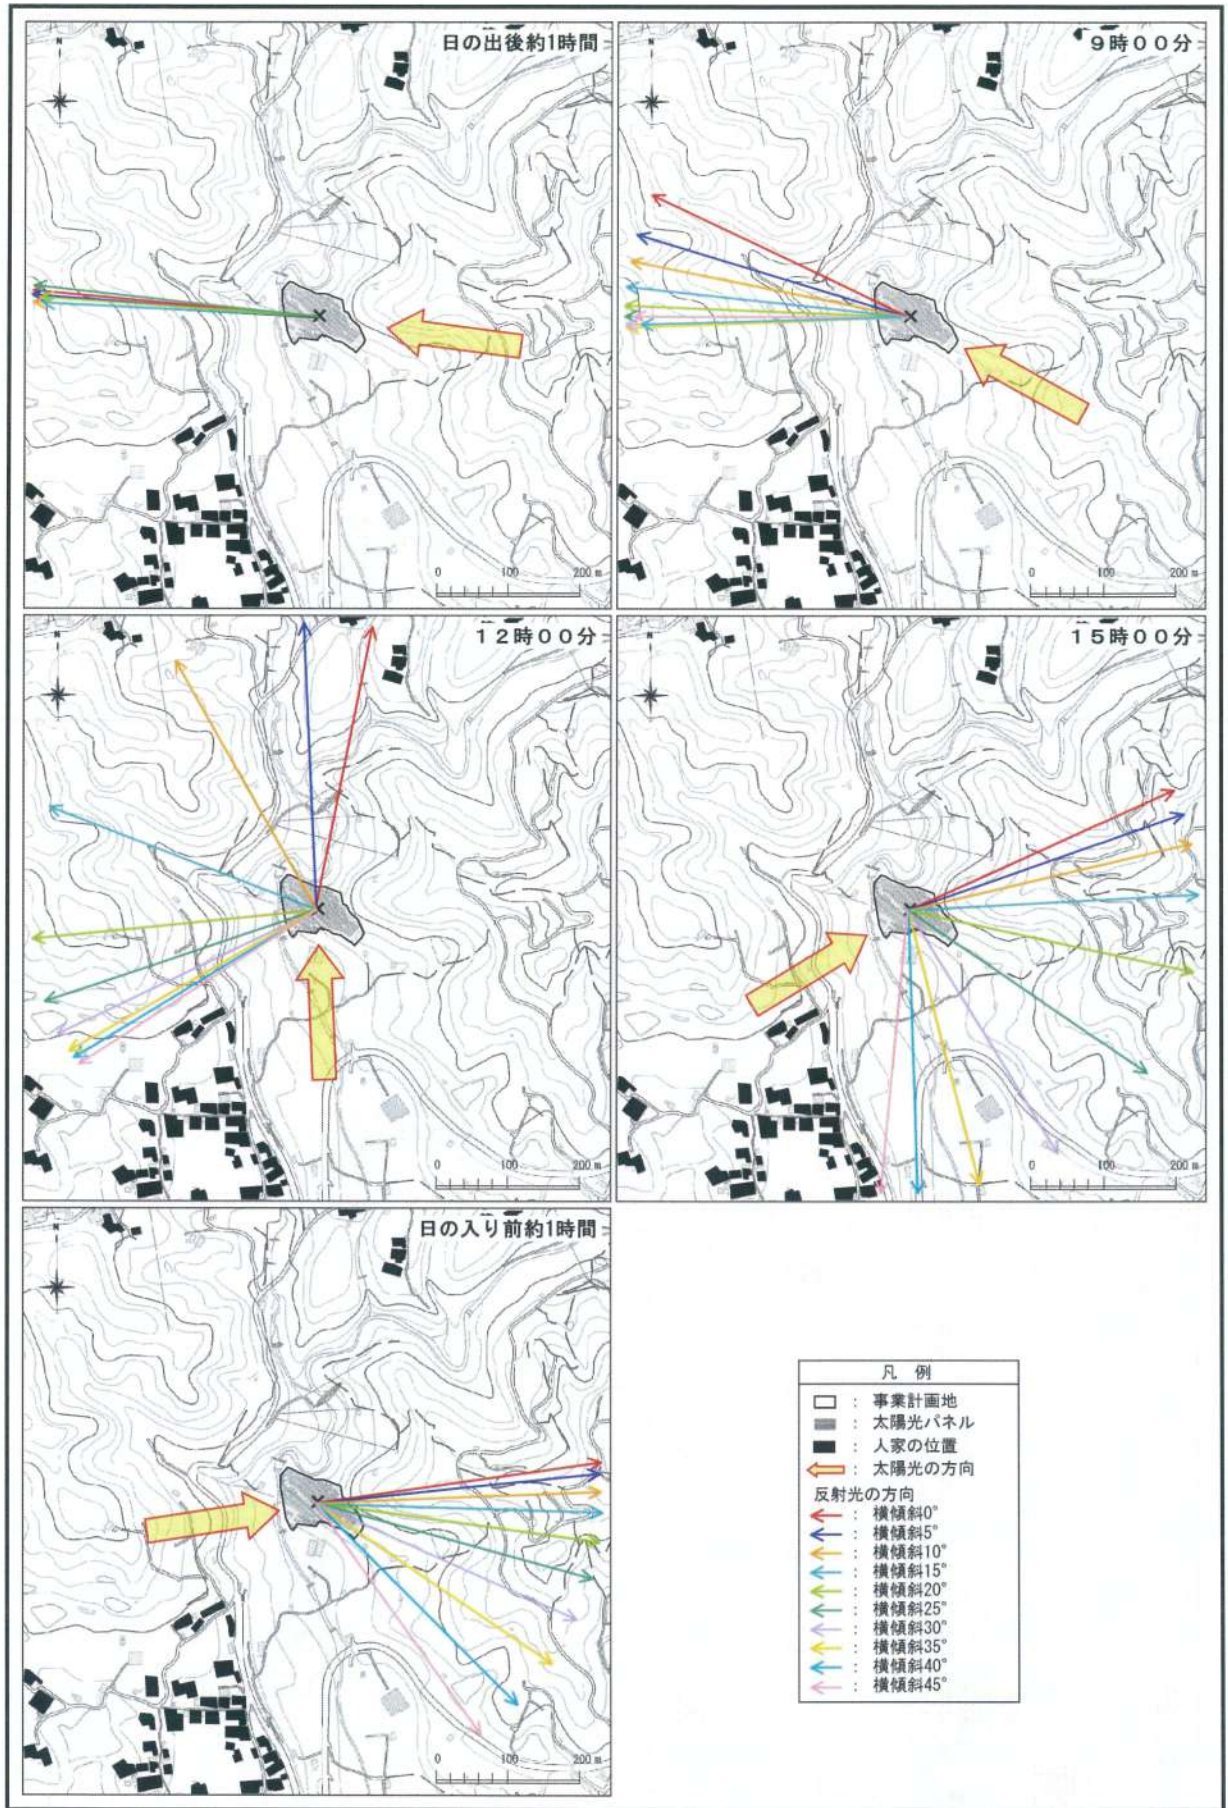 日の出後約1時間
N
0 100 200 m
9時00分
N
0 100 200 m
12時00分
N
0 100 200 m
15時00分
N
0 100 200 m
日の入り前約1時間
N
0 100 200 m
凡 例
: 事業計画地
: 太陽光パネル
: 人家の位置
: 太陽光の方向
反射光の方向
: 横傾斜0°
: 横傾斜5°
: 横傾斜10°
: 横傾斜15°
: 横傾斜20°
: 横傾斜25°
: 横傾斜30°
: 横傾斜35°
: 横傾斜40°
: 横傾斜45°